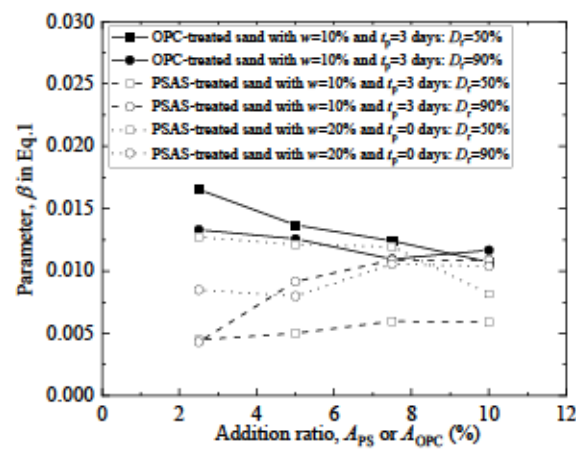 0.030
0.025
0.020
0.015
0.010
0.005
0.000
Parameter, β in Eq.1
OPC-treated sand with w=10% and tp=3 days: Dr=50%
OPC-treated sand with w=10% and tp=3 days: Dr=90%
PSAS-treated sand with w=10% and tp=3 days: Dr=50%
PSAS-treated sand with w=10% and tp=3 days: Dr=90%
PSAS-treated sand with w=20% and tp=0 days: Dr=50%
PSAS-treated sand with w=20% and tp=0 days: Dr=90%
0 2 4 6 8 10 12
Addition ratio, APS or AOPC (%)